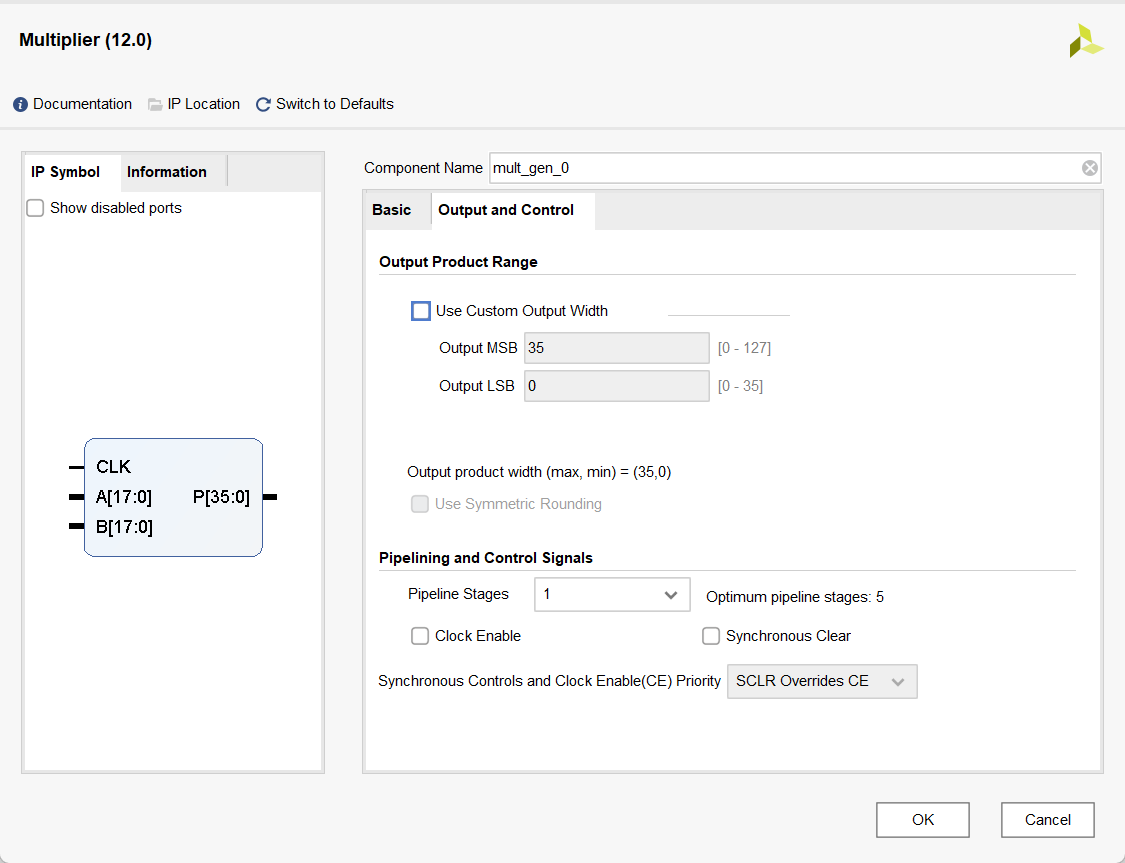 Multiplier (12.0)
Documentation IP Location Switch to Defaults
IP Symbol Information
Show disabled ports
CLK
A[17:0] P[35:0]
B[17:0]
Component Name mult_gen_0
Basic Output and Control
Output Product Range
Use Custom Output Width
Output MSB 35 [0 - 127]
Output LSB 0 [0 - 35]
Output product width (max, min) = (35,0)
Use Symmetric Rounding
Pipelining and Control Signals
Pipeline Stages 1 Optimum pipeline stages: 5
Clock Enable Synchronous Clear
Synchronous Controls and Clock Enable(CE) Priority SCLR Overrides CE
OK Cancel